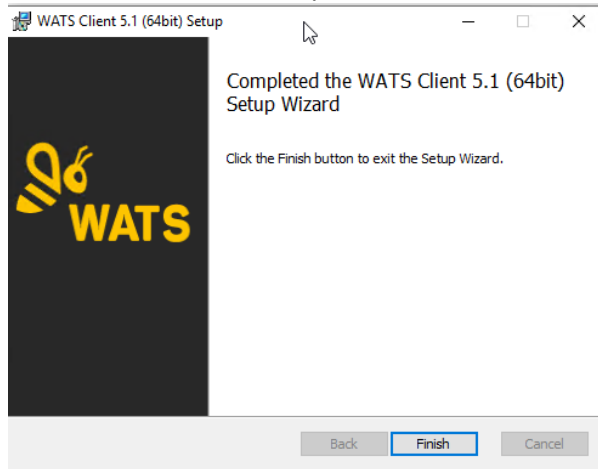 WATS Client 5.1 (64bit) Setup
Completed the WATS Client 5.1 (64bit)
Setup Wizard
Click the Finish button to exit the Setup Wizard.
WATS
Back
Finish
Cancel